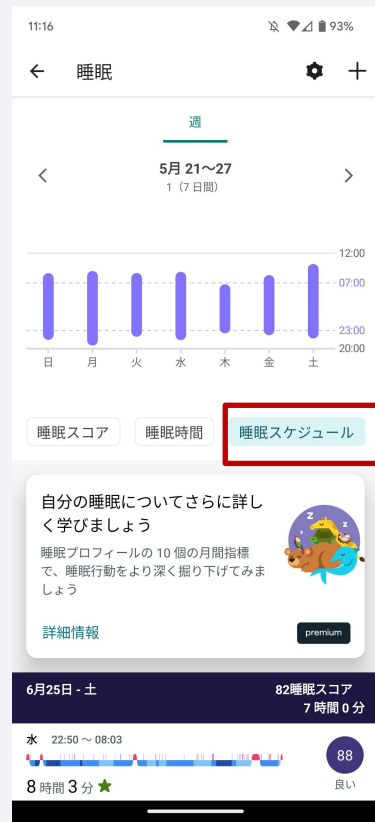 11:16
93%
睡眠
週
5月 21〜27
1（7 日間）
12:00
07:00
23:00
20:00
日 月 火 水 木 金 土
睡眠スコア 睡眠時間 睡眠スケジュール
自分の睡眠についてさらに詳し
く学びましょう
睡眠プロフィールの 10 個の月間指標
で、睡眠行動をより深く掘り下げてみま
しょう
z
z
z
詳細情報
premium
6月25日 - 土 82睡眠スコア
7 時間 0 分
水 22:50 〜 08:03
88
8 時間 3 分
良い